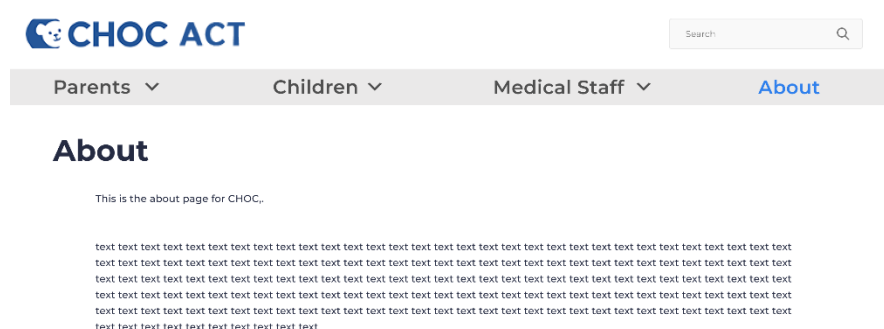 CHOC ACT
Search
Parents
Children
Medical Staff
About
About
This is the about page for CHOC,.
text text text text text text text text text text text text text text text text text text text text text text text text text text text text text text text
text text text text text text text text text text text text text text text text text text text text text text text text text text text text text text text
text text text text text text text text text text text text text text text text text text text text text text text text text text text text text text text
text text text text text text text text text text text text text text text text text text text text text text text text text text text text text text text
text text text text text text text text text text text text text text text text text text text text text text text text text text text text text text text
text text text text text text text text text text